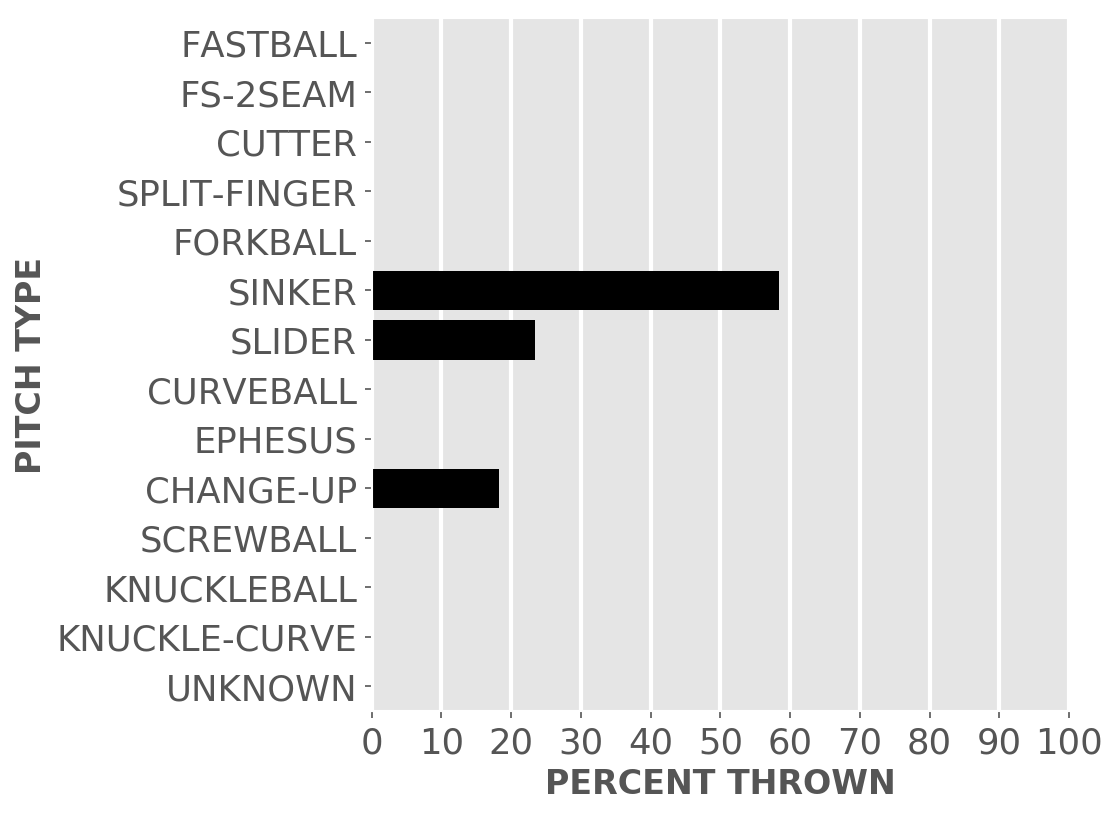 FASTBALL
FS-2SEAM
CUTTER
SPLIT-FINGER
FORKBALL
SINKER
SLIDER
CURVEBALL
EPHESUS
CHANGE-UP
SCREWBALL
KNUCKLEBALL
KNUCKLE-CURVE
UNKNOWN
PITCH TYPE
0 10 20 30 40 50 60 70 80 90 100
PERCENT THROWN